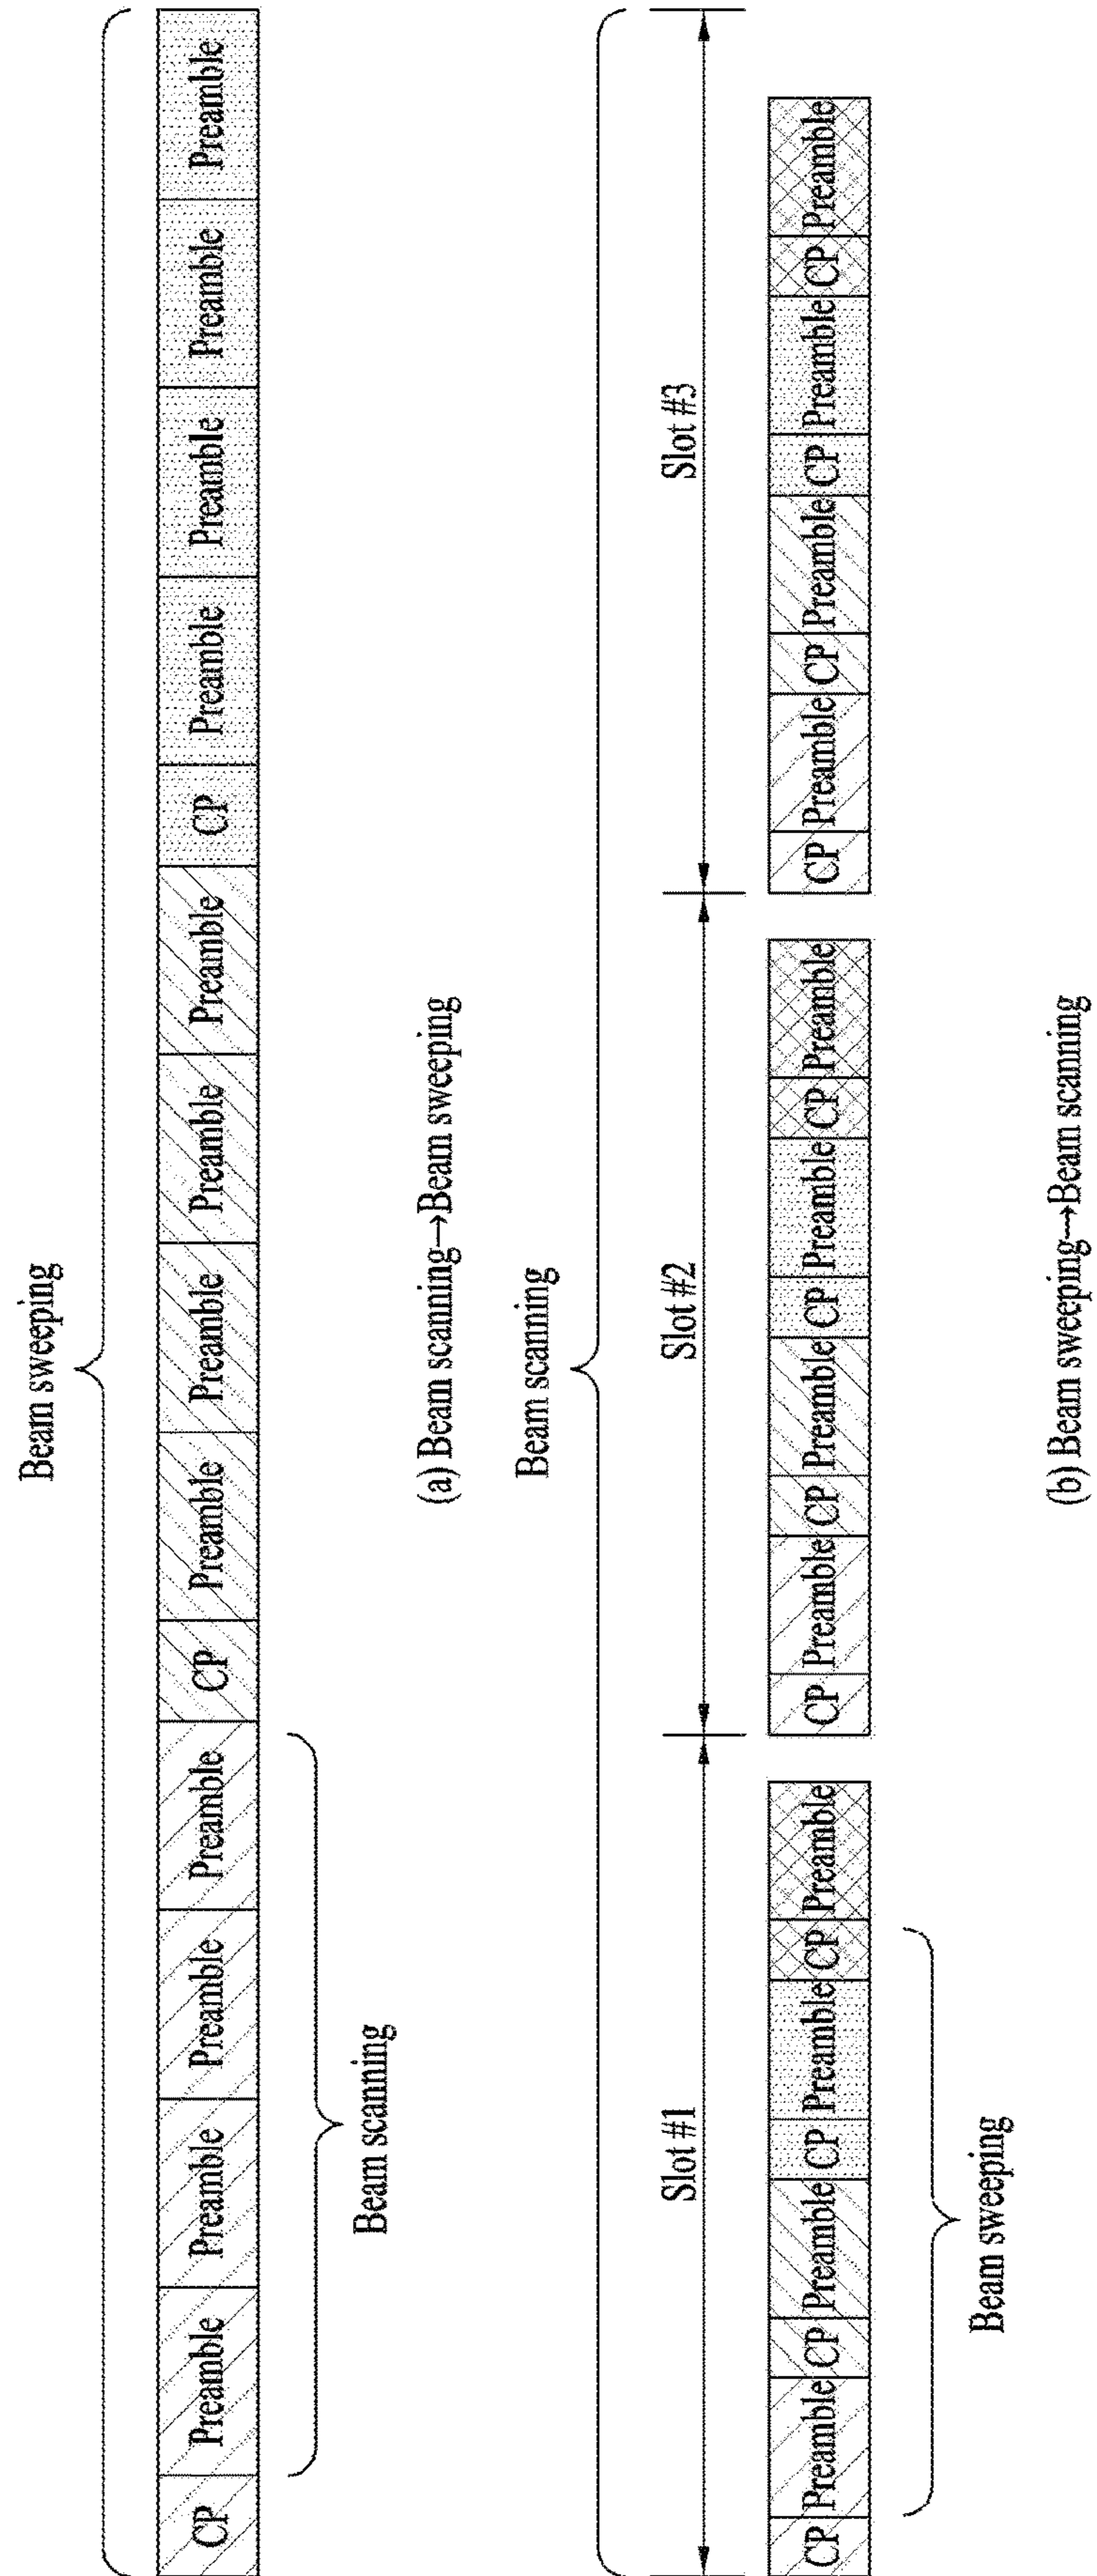 Beam sweeping
CP Preamble Preamble Preamble Preamble CP Preamble Preamble Preamble Preamble CP Preamble Preamble Preamble Preamble
Beam scanning
(a) Beam scanning→Beam sweeping
Beam scanning
Slot #1 Slot #2 Slot #3
CP Preamble CP Preamble CP Preamble CP Preamble CP Preamble CP Preamble CP Preamble CP Preamble CP Preamble CP Preamble CP Preamble CP Preamble
Beam sweeping
(b) Beam sweeping→Beam scanning